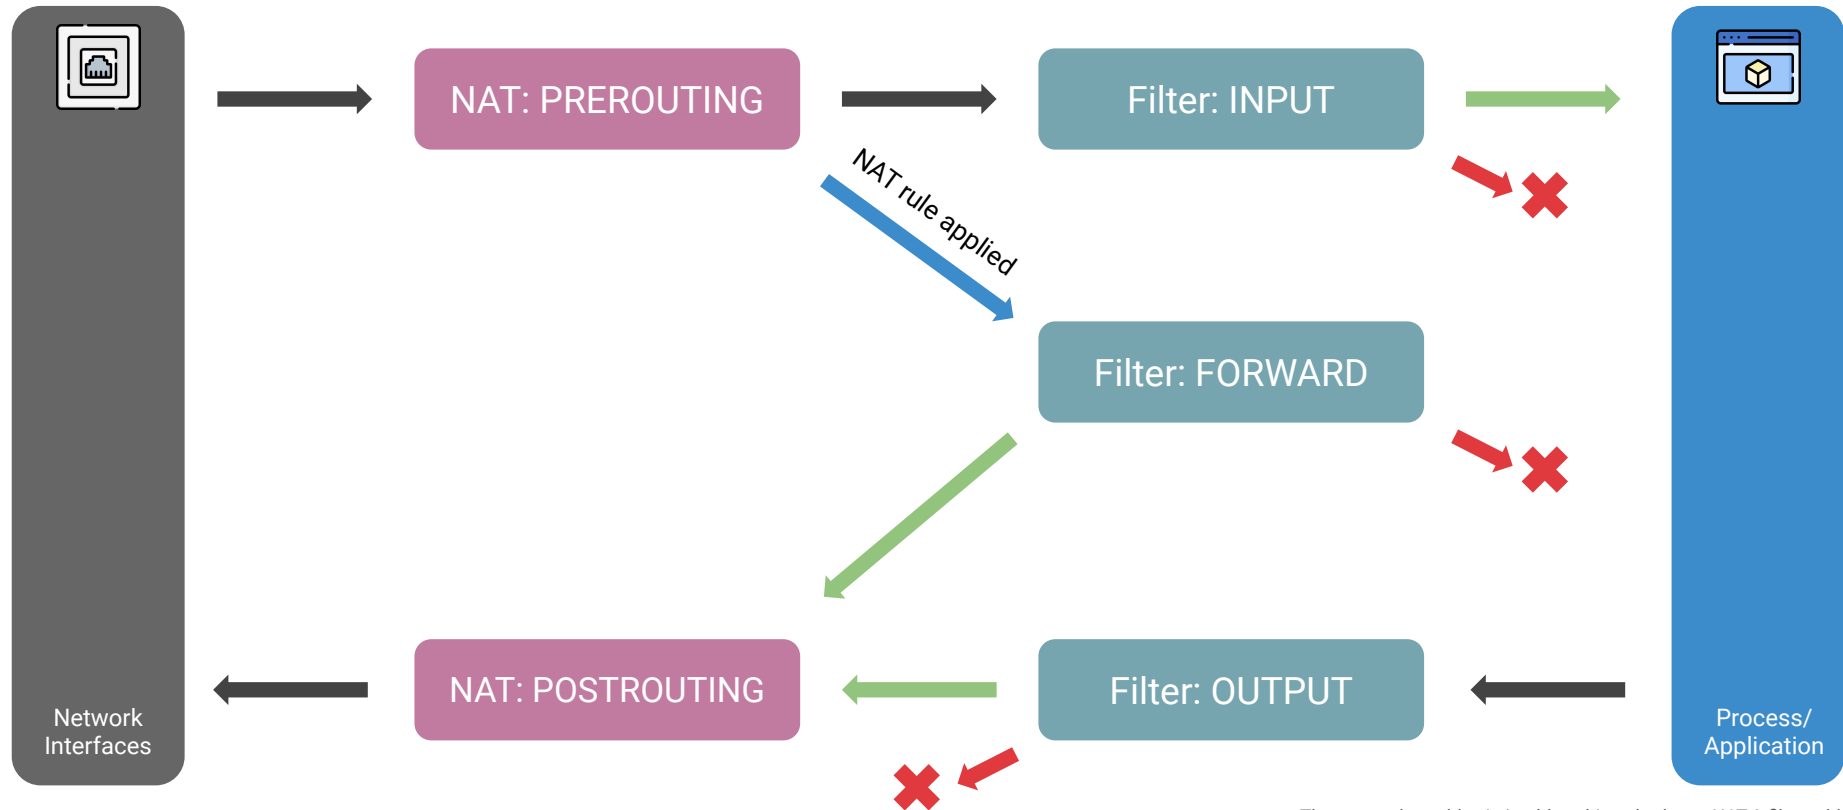 NAT: PREROUTING
Filter: INPUT
NAT rule applied
Filter: FORWARD
NAT: POSTROUTING
Filter: OUTPUT
Network
Interfaces
Process/
Application